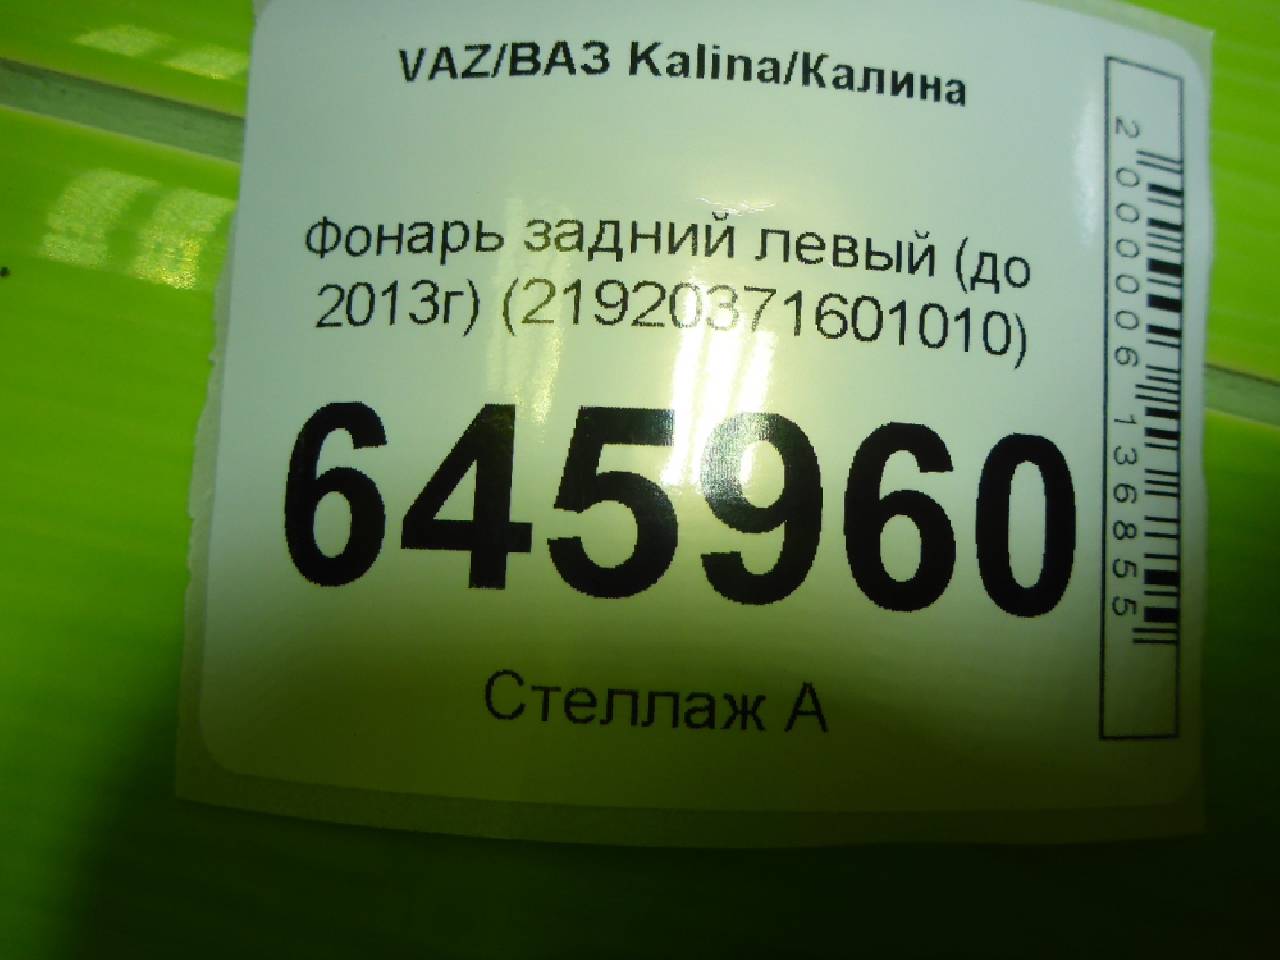 VAZ/ВАЗ Kalina/Калина
Фонарь задний левый (до
2013г) (21920371601010)
645960
Стеллаж А
2000006136855